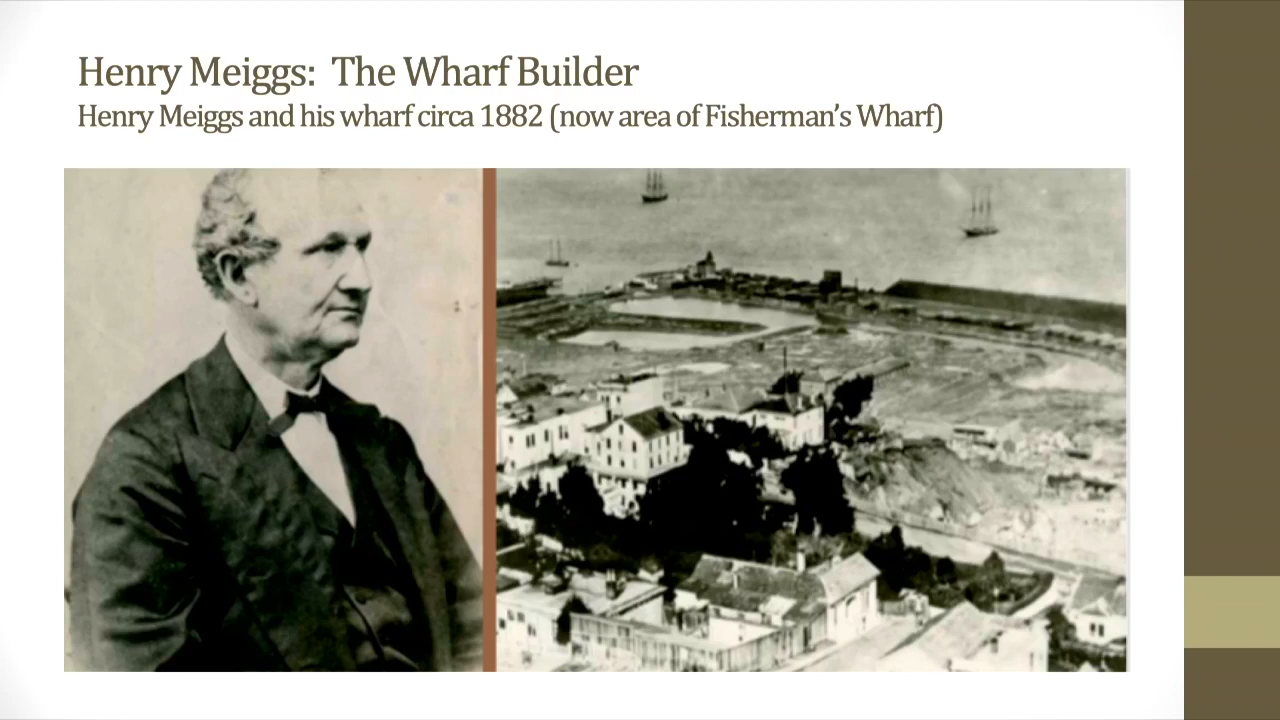 Henry Meiggs:  The Wharf Builder
Henry Meiggs and his wharf circa 1882 (now area of Fisherman’s Wharf)